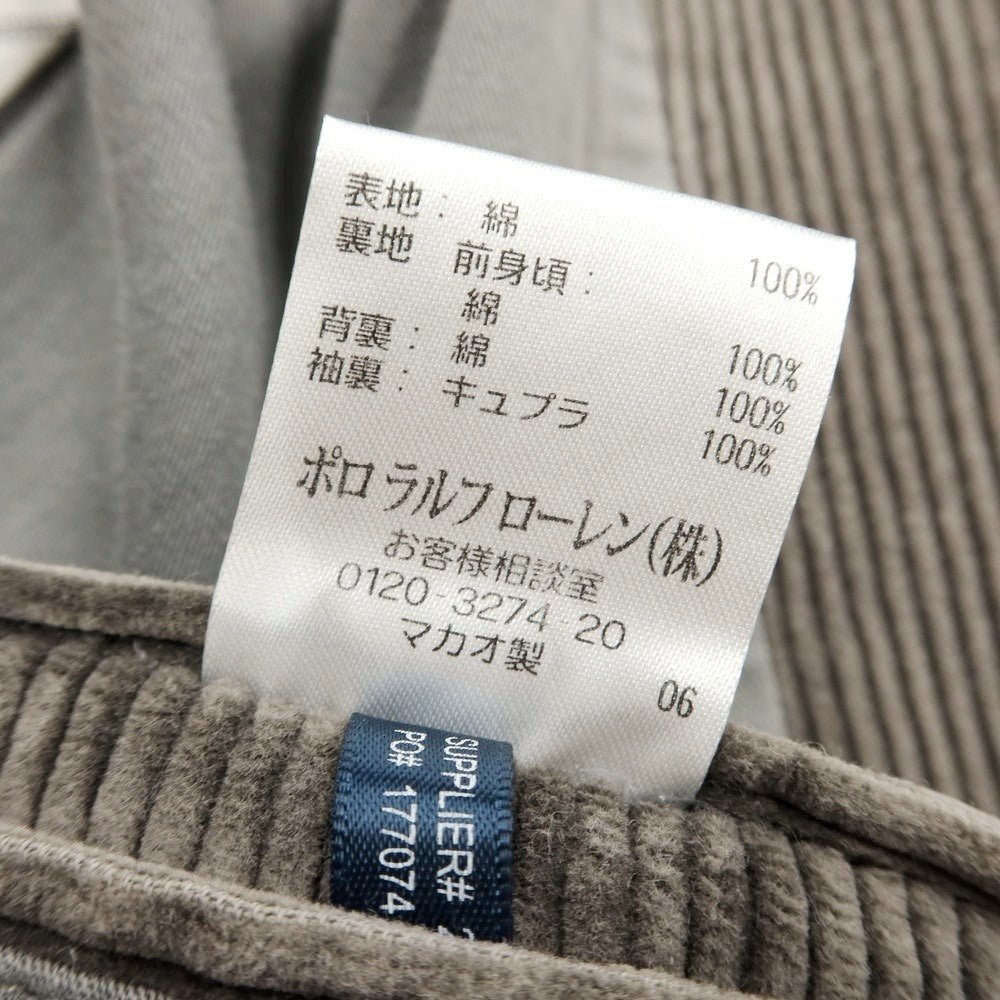 表地： 綿 100%
裏地 前身頃：
綿 100%
背裏： 綿 100%
袖裏： キュプラ 100%
ポロ ラルフ ローレン(株)
お客様相談室
0120-3274-20
マカオ製
06
SUPPLIER#
PO# 177074